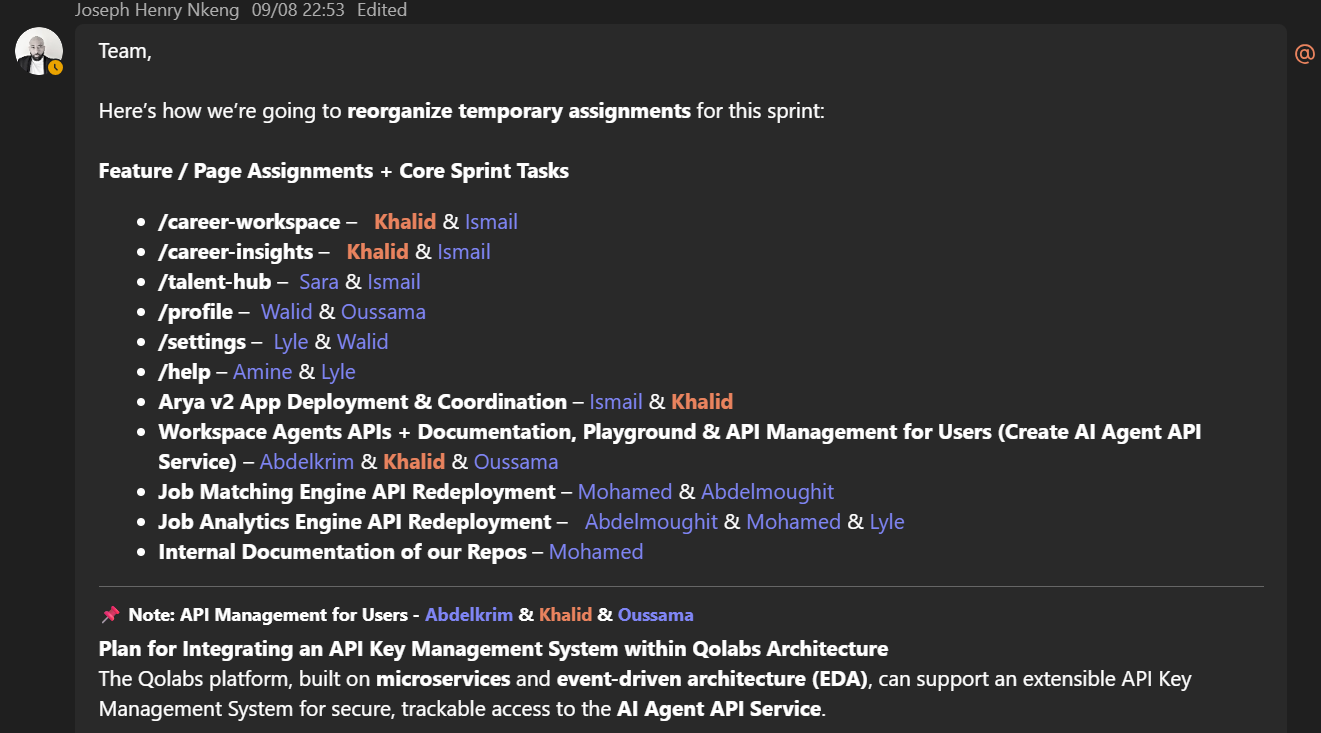 Joseph Henry Nkeng 09/08 22:53 Edited
Team,
@
Here’s how we’re going to reorganize temporary assignments for this sprint:
Feature / Page Assignments + Core Sprint Tasks
• /career-workspace – Khalid & Ismail
• /career-insights – Khalid & Ismail
• /talent-hub – Sara & Ismail
• /profile – Walid & Oussama
• /settings – Lyle & Walid
• /help – Amine & Lyle
• Arya v2 App Deployment & Coordination – Ismail & Khalid
• Workspace Agents APIs + Documentation, Playground & API Management for Users (Create AI Agent API
Service) – Abdelkrim & Khalid & Oussama
• Job Matching Engine API Redeployment – Mohamed & Abdelmoughit
• Job Analytics Engine API Redeployment – Abdelmoughit & Mohamed & Lyle
• Internal Documentation of our Repos – Mohamed
📌 Note: API Management for Users - Abdelkrim & Khalid & Oussama
Plan for Integrating an API Key Management System within Qolabs Architecture
The Qolabs platform, built on microservices and event-driven architecture (EDA), can support an extensible API Key
Management System for secure, trackable access to the AI Agent API Service.